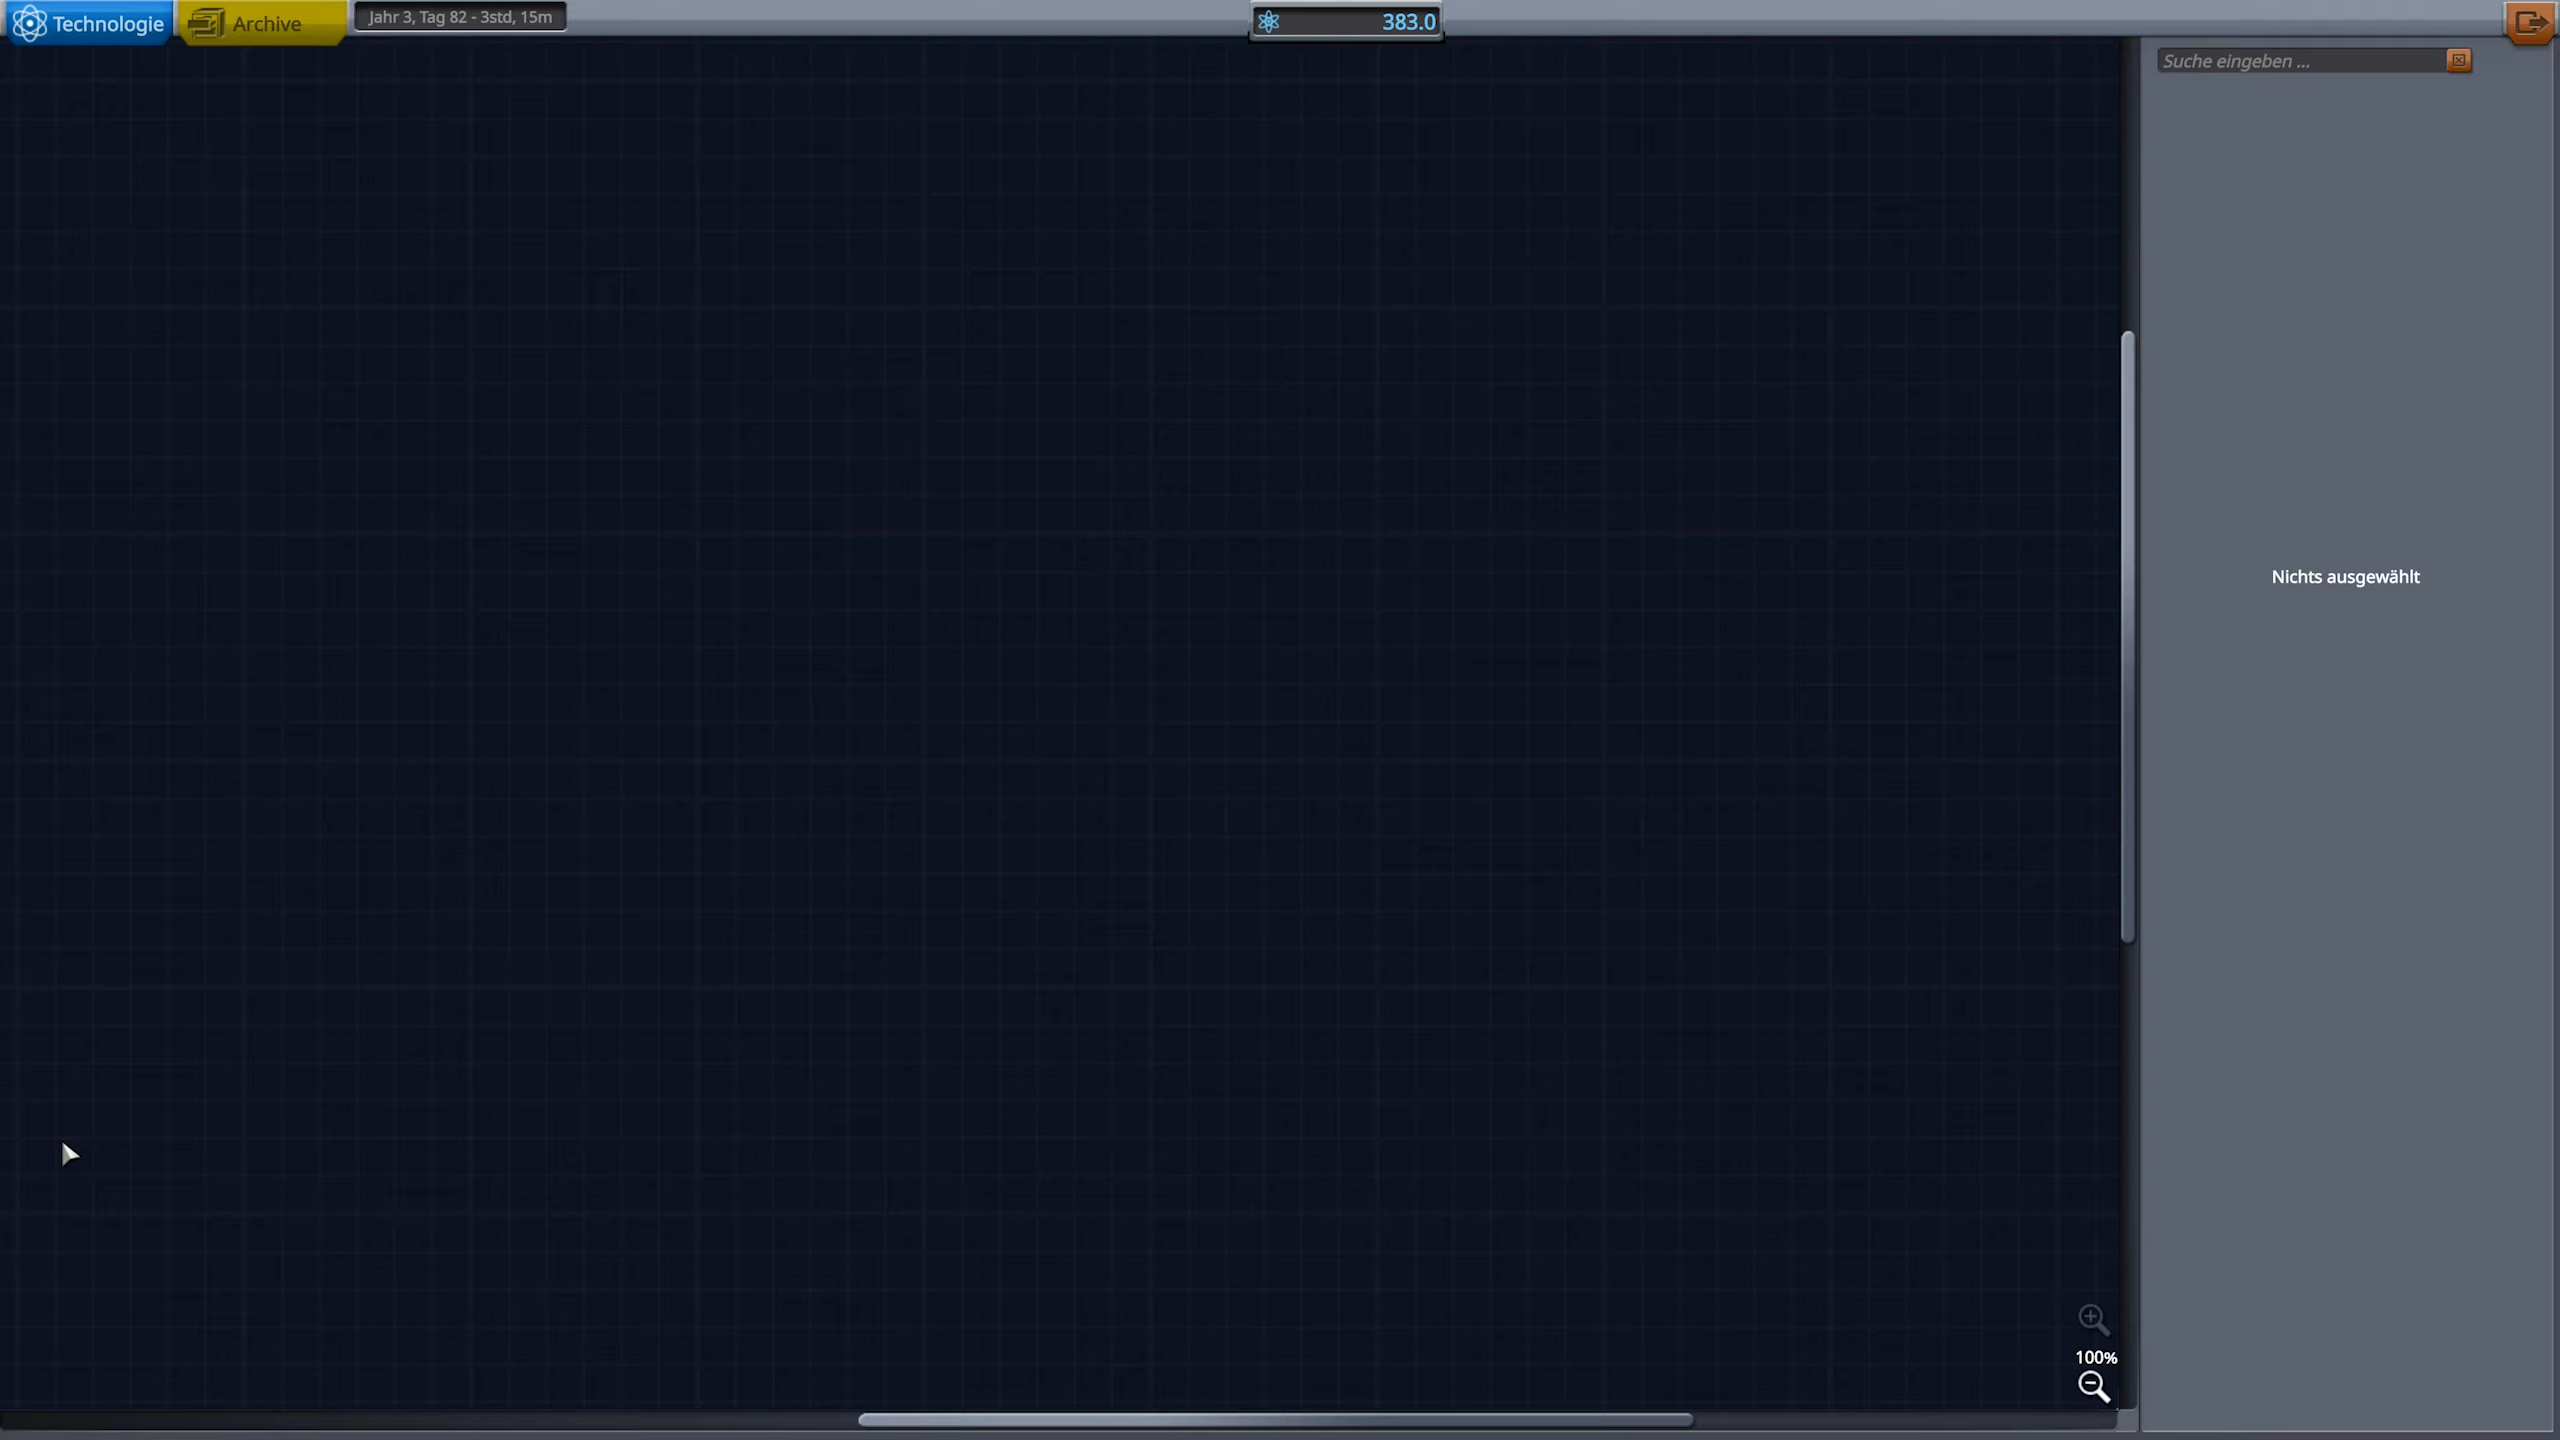 Technologie
Archive
Jahr 3, Tag 82 - 3std, 15m
383.0
Suche eingeben ...
Nichts ausgewählt
100%